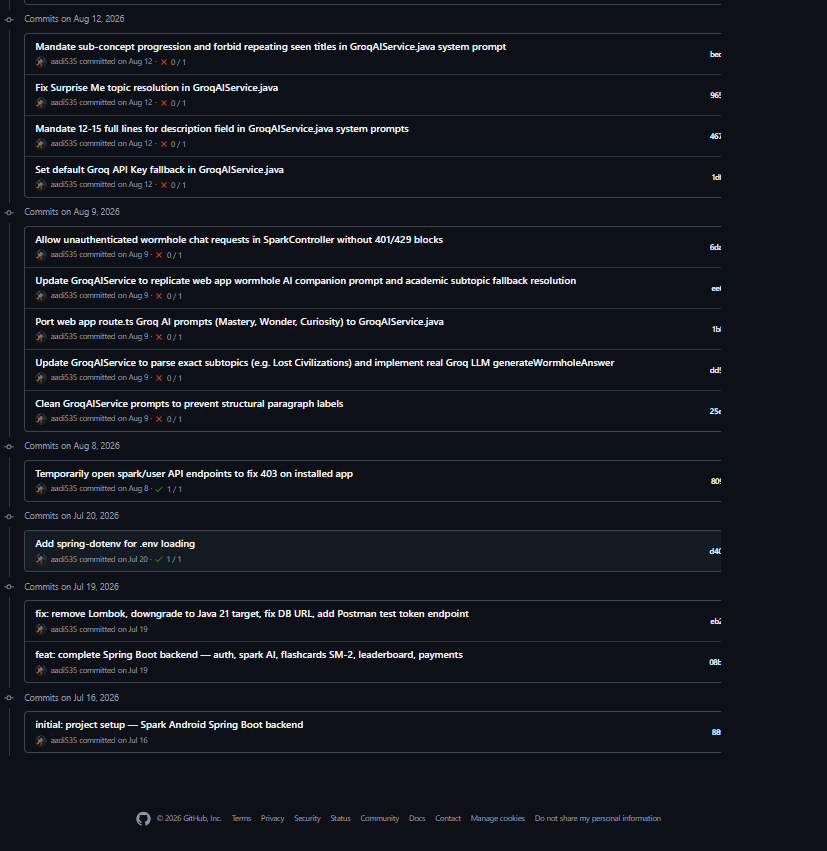 Commits on Aug 12, 2026
Mandate sub-concept progression and forbid repeating seen titles in GroqAIService.java system prompt
aadi535 committed on Aug 12 · 0 / 1
Fix Surprise Me topic resolution in GroqAIService.java
965
aadi535 committed on Aug 12 · 0 / 1
Mandate 12-15 full lines for description field in GroqAIService.java system prompts
467
aadi535 committed on Aug 12 · 0 / 1
Set default Groq API Key fallback in GroqAIService.java
aadi535 committed on Aug 12 · 0 / 1
Commits on Aug 9, 2026
Allow unauthenticated wormhole chat requests in SparkController without 401/429 blocks
aadi535 committed on Aug 9 · 0 / 1
Update GroqAIService to replicate web app wormhole AI companion prompt and academic subtopic fallback resolution
aadi535 committed on Aug 9 · 0 / 1
Port web app route.ts Groq AI prompts (Mastery, Wonder, Curiosity) to GroqAIService.java
aadi535 committed on Aug 9 · 0 / 1
Update GroqAIService to parse exact subtopics (e.g. Lost Civilizations) and implement real Groq LLM generateWormholeAnswer
aadi535 committed on Aug 9 · 0 / 1
Clean GroqAIService prompts to prevent structural paragraph labels
aadi535 committed on Aug 9 · 0 / 1
Commits on Aug 8, 2026
Temporarily open spark/user API endpoints to fix 403 on installed app
aadi535 committed on Aug 8 · 1 / 1
Commits on Jul 20, 2026
Add spring-dotenv for .env loading
aadi535 committed on Jul 20 · 1 / 1
Commits on Jul 19, 2026
fix: remove Lombok, downgrade to Java 21 target, fix DB URL, add Postman test token endpoint
aadi535 committed on Jul 19
feat: complete Spring Boot backend — auth, spark AI, flashcards SM-2, leaderboard, payments
aadi535 committed on Jul 19
Commits on Jul 16, 2026
initial: project setup — Spark Android Spring Boot backend
aadi535 committed on Jul 16
© 2026 GitHub, Inc. Terms Privacy Security Status Community Docs Contact Manage cookies Do not share my personal information